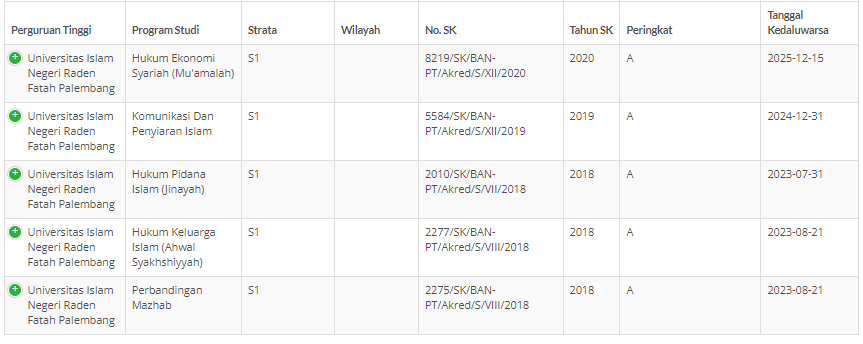 Perguruan Tinggi Program Studi Strata Wilayah No. SK Tahun SK Peringkat Tanggal Kedaluwarsa
Universitas Islam Negeri Raden Fatah Palembang Hukum Ekonomi Syariah (Mu'amalah) S1 8219/SK/BAN-PT/Akred/S/XII/2020 2020 A 2025-12-15
Universitas Islam Negeri Raden Fatah Palembang Komunikasi Dan Penyiaran Islam S1 5584/SK/BAN-PT/Akred/S/XII/2019 2019 A 2024-12-31
Universitas Islam Negeri Raden Fatah Palembang Hukum Pidana Islam (Jinayah) S1 2010/SK/BAN-PT/Akred/S/VII/2018 2018 A 2023-07-31
Universitas Islam Negeri Raden Fatah Palembang Hukum Keluarga Islam (Ahwal Syakhshiyyah) S1 2277/SK/BAN-PT/Akred/S/VIII/2018 2018 A 2023-08-21
Universitas Islam Negeri Raden Fatah Palembang Perbandingan Mazhab S1 2275/SK/BAN-PT/Akred/S/VIII/2018 2018 A 2023-08-21